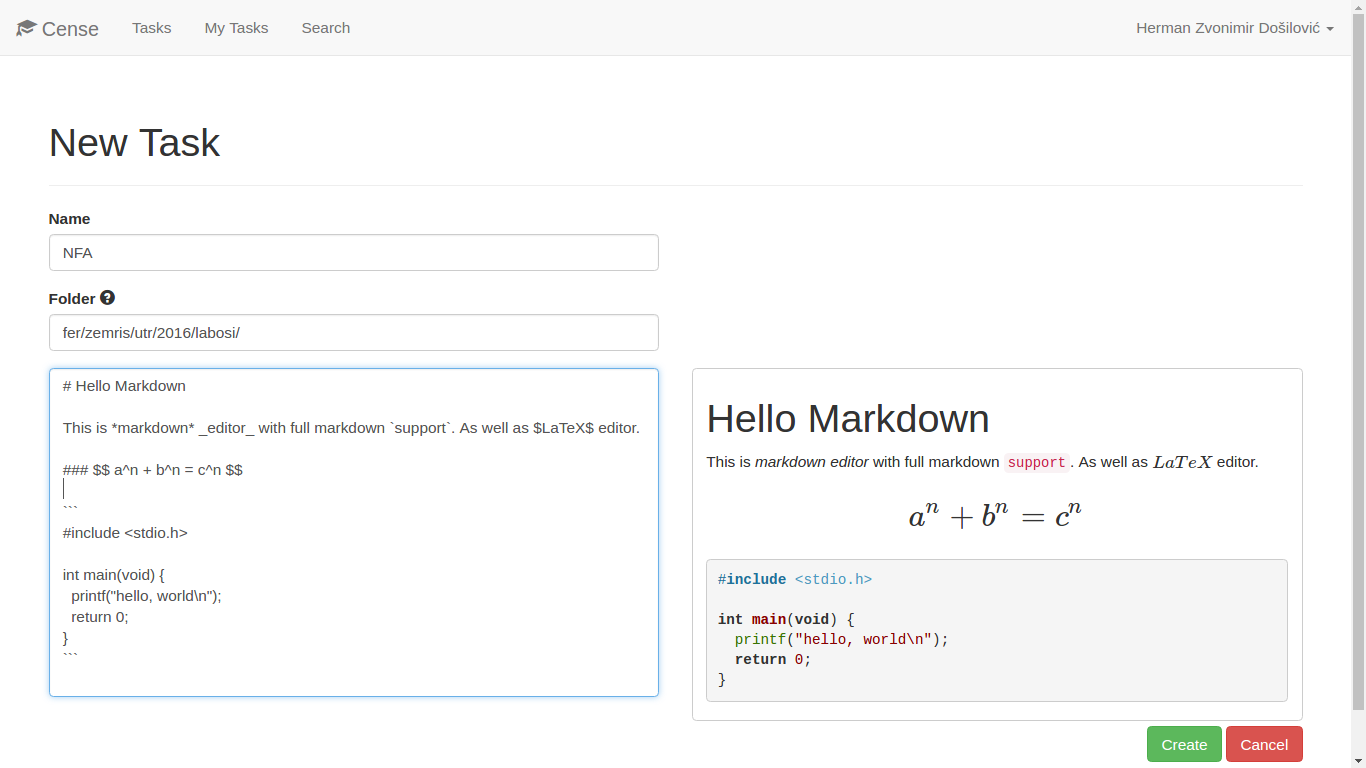 Cense Tasks My Tasks Search Herman Zvonimir Došilović
New Task
Name
NFA
Folder
fer/zemris/utr/2016/labosi/
# Hello Markdown
This is *markdown* _editor_ with full markdown `support`. As well as $LaTeX$ editor.
### $$ a^n + b^n = c^n $$
```
#include <stdio.h>
int main(void) {
  printf("hello, world\n");
  return 0;
}
```
Hello Markdown
This is markdown editor with full markdown support. As well as LaTeX editor.
aⁿ + bⁿ = cⁿ
#include <stdio.h>
int main(void) {
  printf("hello, world\n");
  return 0;
}
Create Cancel